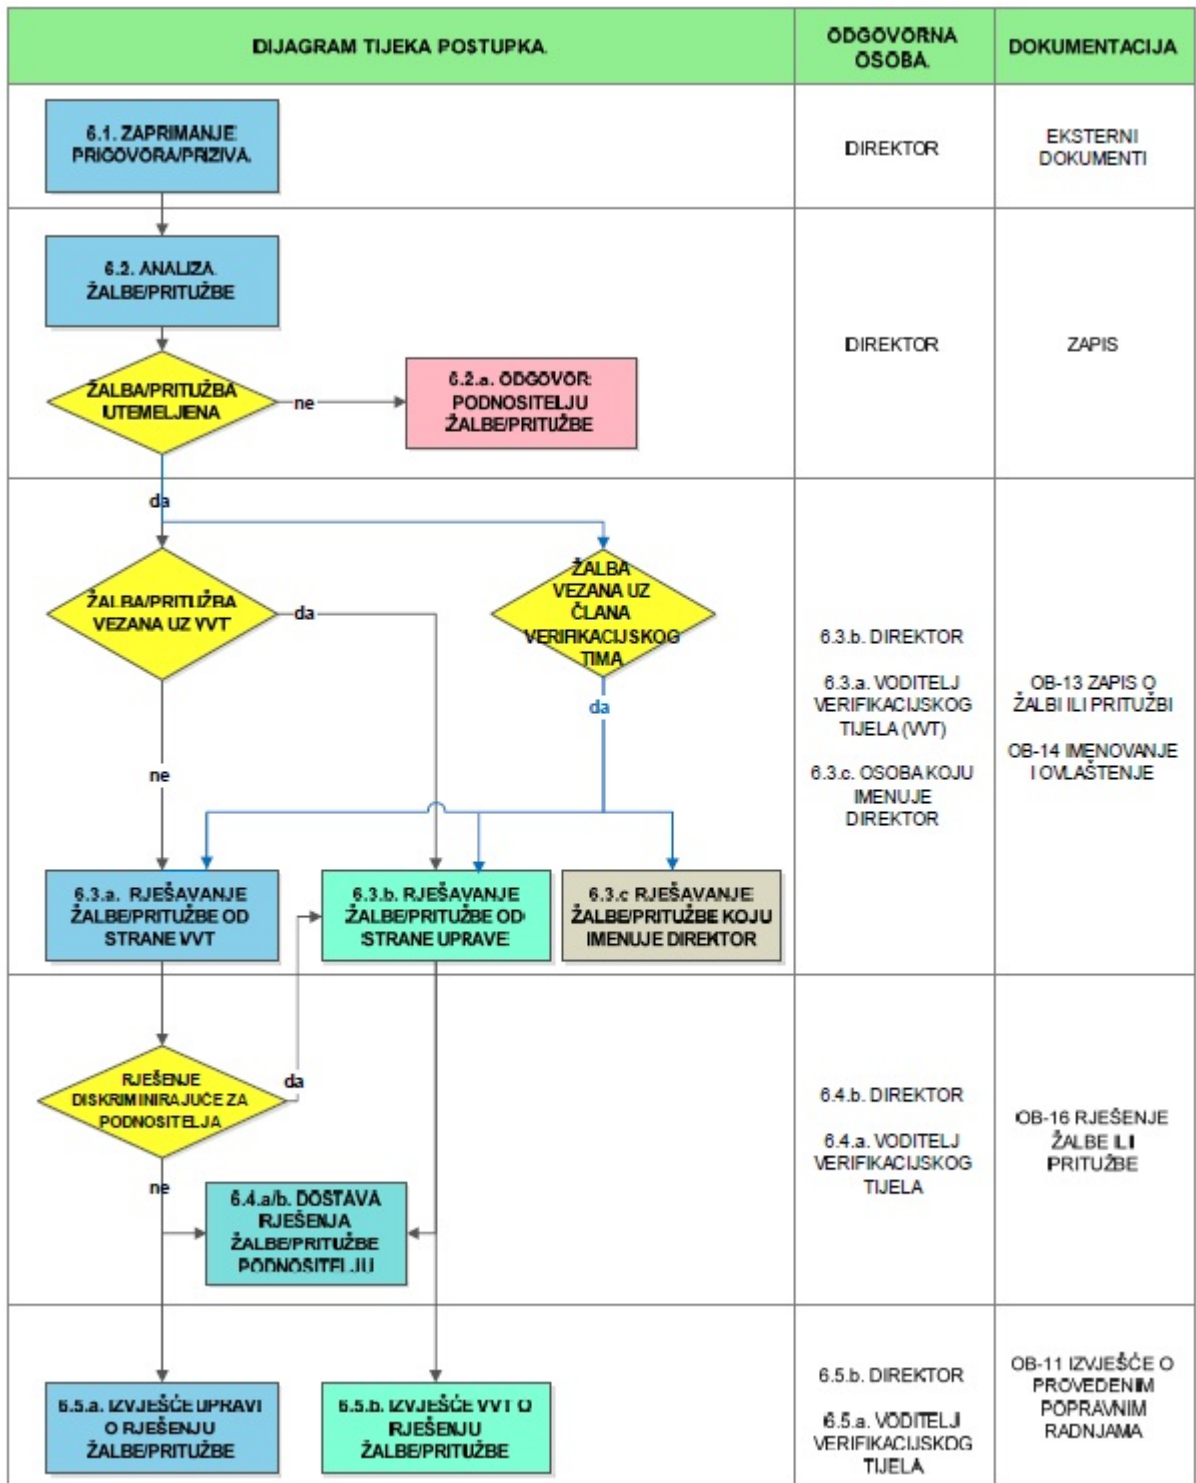 DIJAGRAM TIJEKA POSTUPKA
ODGOVORNA
OSOBA
DOKUMENTACIJA
6.1. ZAPRIMANJE
PRIGOVORA/PRIZIVA
DIREKTOR
EKSTERNI
DOKUMENTI
6.2. ANALIZA
ŽALBE/PRITUŽBE
ŽALBA/PRITUŽBA
UTEMELJENA
ne
6.2.a. ODGOVOR
PODNOSITELJU
ŽALBE/PRITUŽBE
DIREKTOR
ZAPIS
da
ŽALBA/PRITUŽBA
VEZANA UZ VVT
da
ŽALBA
VEZANA UZ
ČLANA
VERIFIKACIJSKOG
TIMA
da
ne
6.3.a. RJEŠAVANJE
ŽALBE/PRITUŽBE OD
STRANE VVT
6.3.b. RJEŠAVANJE
ŽALBE/PRITUŽBE OD
STRANE UPRAVE
6.3.c RJEŠAVANJE
ŽALBE/PRITUŽBE KOJU
IMENUJE DIREKTOR
6.3.b. DIREKTOR
6.3.a. VODITELJ
VERIFIKACIJSKOG
TIJELA (VVT)
6.3.c. OSOBA KOJU
IMENUJE
DIREKTOR
OB-13 ZAPIS O
ŽALBI ILI PRITUŽBI
OB-14 IMENOVANJE
I OVLAŠTENJE
RJEŠENJE
DISKRIMINIRAJUĆE ZA
PODNOSITELJA
da
ne
6.4.a/b. DOSTAVA
RJEŠENJA
ŽALBE/PRITUŽBE
PODNOSITELJU
6.4.b. DIREKTOR
6.4.a. VODITELJ
VERIFIKACIJSKOG
TIJELA
OB-16 RJEŠENJE
ŽALBE ILI
PRITUŽBE
6.5.a. IZVJEŠĆE UPRAVI
O RJEŠENJU
ŽALBE/PRITUŽBE
6.5.b. IZVJEŠĆE VVT O
RJEŠENJU
ŽALBE/PRITUŽBE
6.5.b. DIREKTOR
6.5.a. VODITELJ
VERIFIKACIJSKOG
TIJELA
OB-11 IZVJEŠĆE O
PROVEDENIM
POPRAVNIM
RADNJAMA